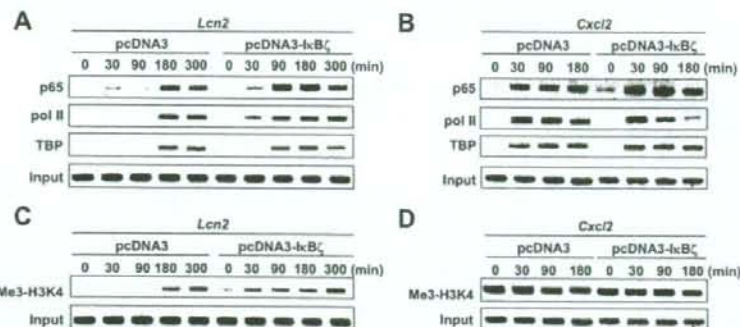 A
Lcn2
pcDNA3 pcDNA3-IκBζ
0 30 90 180 300 0 30 90 180 300 (min)
p65
pol II
TBP
Input
B
Cxcl2
pcDNA3 pcDNA3-IκBζ
0 30 90 180 0 30 90 180 (min)
p65
pol II
TBP
Input
C
Lcn2
pcDNA3 pcDNA3-IκBζ
0 30 90 180 300 0 30 90 180 300 (min)
Me3-H3K4
Input
D
Cxcl2
pcDNA3 pcDNA3-IκBζ
0 30 90 180 0 30 90 180 (min)
Me3-H3K4
Input